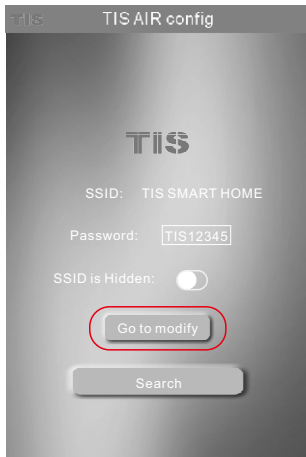 TIS TIS AIR config
TIS
SSID: TIS SMART HOME
Password: TIS12345
SSID is Hidden:
Go to modify
Search